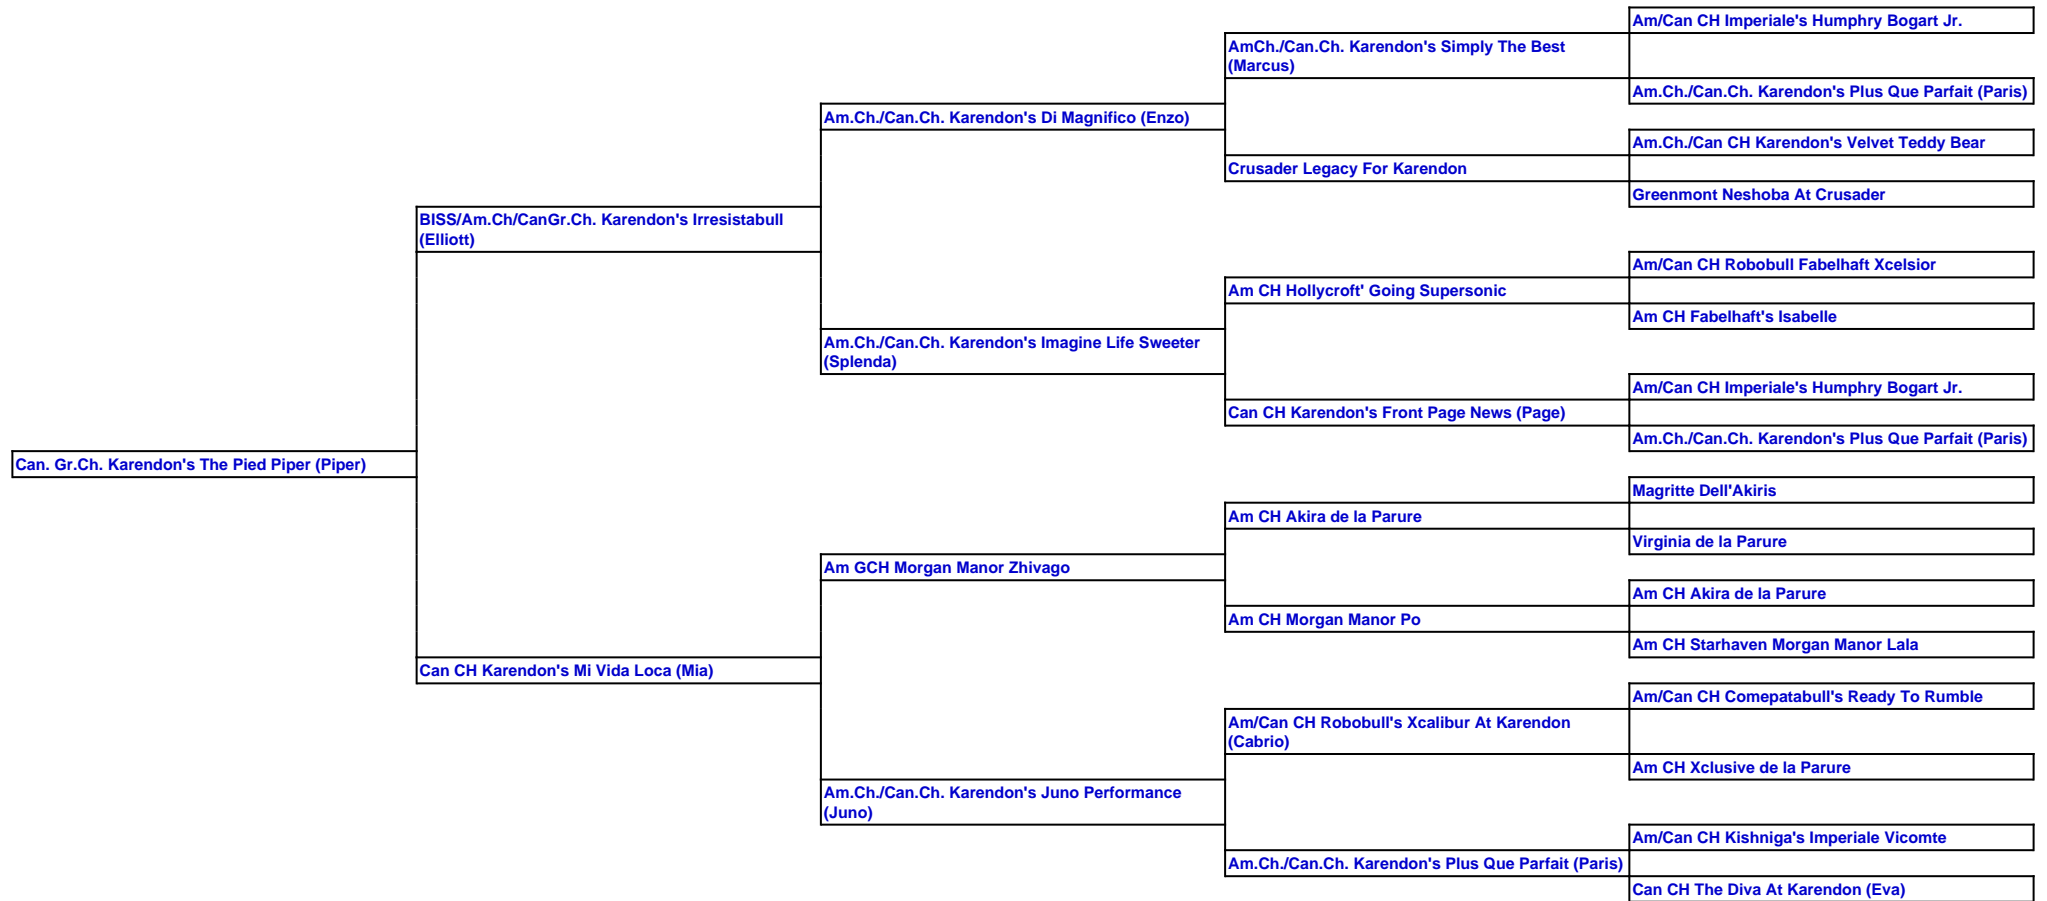 Am/Can CH Imperiale's Humphry Bogart Jr.
AmCh./Can.Ch. Karendon's Simply The Best
(Marcus)
Am.Ch./Can.Ch. Karendon's Plus Que Parfait (Paris)
Am.Ch./Can.Ch. Karendon's Di Magnifico (Enzo)
Am.Ch./Can CH Karendon's Velvet Teddy Bear
Crusader Legacy For Karendon
Greenmont Neshoba At Crusader
BISS/Am.Ch/CanGr.Ch. Karendon's Irresistabull
(Elliott)
Am/Can CH Robobull Fabelhaft Xcelsior
Am CH Hollycroft' Going Supersonic
Am CH Fabelhaft's Isabelle
Am.Ch./Can.Ch. Karendon's Imagine Life Sweeter
(Splenda)
Am/Can CH Imperiale's Humphry Bogart Jr.
Can CH Karendon's Front Page News (Page)
Am.Ch./Can.Ch. Karendon's Plus Que Parfait (Paris)
Can. Gr.Ch. Karendon's The Pied Piper (Piper)
Magritte Dell'Akiris
Am CH Akira de la Parure
Virginia de la Parure
Am GCH Morgan Manor Zhivago
Am CH Akira de la Parure
Am CH Morgan Manor Po
Am CH Starhaven Morgan Manor Lala
Can CH Karendon's Mi Vida Loca (Mia)
Am/Can CH Comepatabull's Ready To Rumble
Am/Can CH Robobull's Xcalibur At Karendon
(Cabrio)
Am CH Xclusive de la Parure
Am.Ch./Can.Ch. Karendon's Juno Performance
(Juno)
Am/Can CH Kishniga's Imperiale Vicomte
Am.Ch./Can.Ch. Karendon's Plus Que Parfait (Paris)
Can CH The Diva At Karendon (Eva)